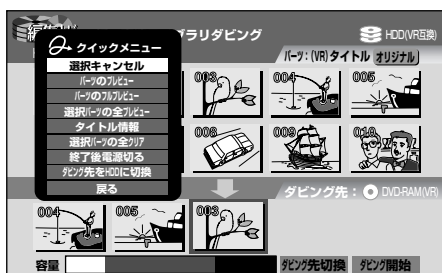 編集
ブラリダビング
HDD(VR互換)
クイックメニュー
パーツ:(VR)タイトル オリジナル
選択キャンセル
パーツのプレビュー
パーツのフルプレビュー
選択パーツの全プレビュー
タイトル情報
選択パーツの全クリア
終了後電源切る
ダビング先をHDDに切換
戻る
003 004 005
008 009 010
ダビング先: DVD-RAM(VR)
004 005 003
容量
ダビング先切換 ダビング開始